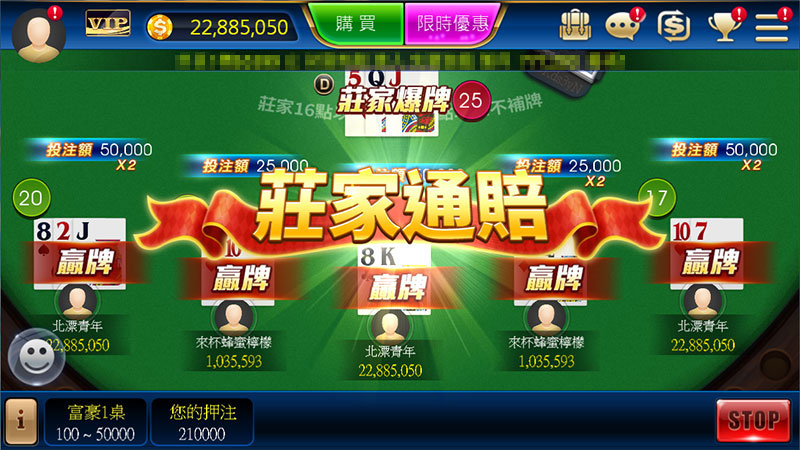 VIP
22,885,050
購買
限時優惠
5 Q J
D
莊家爆牌
25
莊家16點
不補牌
投注額 50,000
X2
投注額 25,000
投注額 25,000
X2
投注額 50,000
X2
20
17
莊家通賠
8 2 J
10
8 K
10 7
贏牌
贏牌
贏牌
贏牌
贏牌
北漂青年
22,885,050
來杯蜂蜜檸檬
1,035,593
北漂青年
22,885,050
來杯蜂蜜檸檬
1,035,593
北漂青年
22,885,050
i
富豪1桌
100 ~ 50000
您的押注
210000
STOP